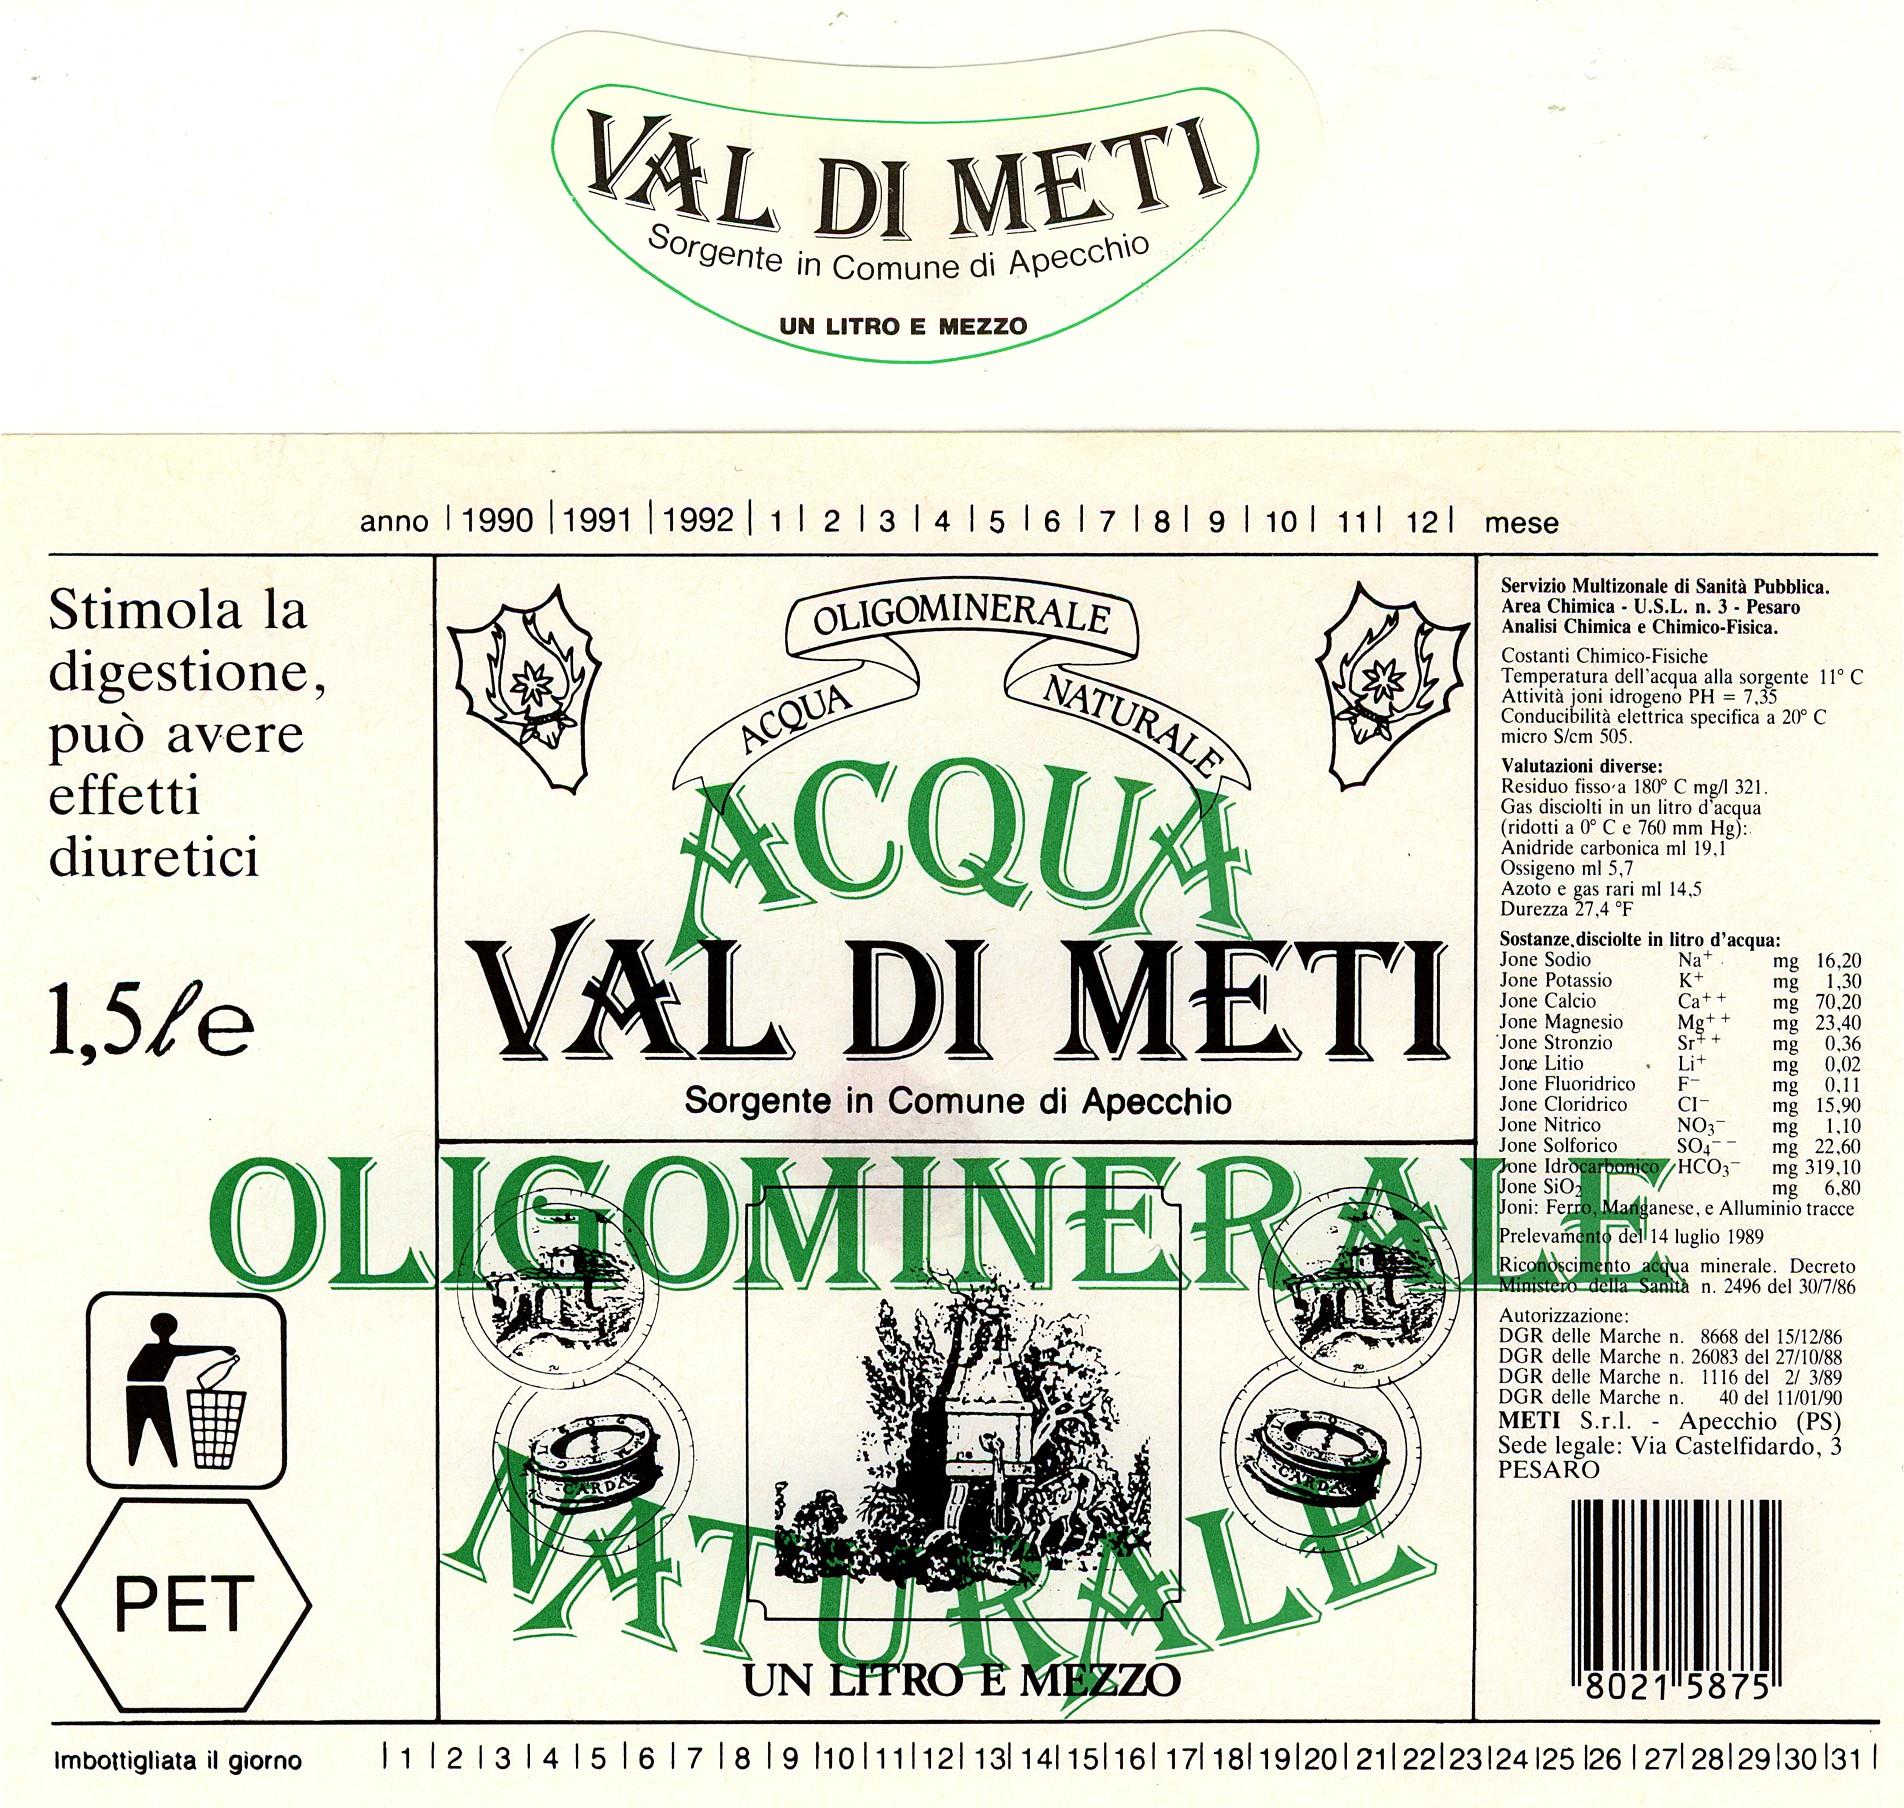 VAL DI METI
Sorgente in Comune di Apecchio
UN LITRO E MEZZO
anno | 1990 | 1991 | 1992 | 1 | 2 | 3 | 4 | 5 | 6 | 7 | 8 | 9 | 10 | 11 | 12 | mese
Stimola la
digestione,
può avere
effetti
diuretici
1,5 ℓ e
PET
OLIGOMINERALE
ACQUA
NATURALE
ACQUA
VAL DI METI
Sorgente in Comune di Apecchio
OLIGOMINERALE
CARDA
CARDA
NATURALE
UN LITRO E MEZZO
Servizio Multizonale di Sanità Pubblica.
Area Chimica - U.S.L. n. 3 - Pesaro
Analisi Chimica e Chimico-Fisica.
Costanti Chimico-Fisiche
Temperatura dell'acqua alla sorgente 11° C
Attività joni idrogeno PH = 7,35
Conducibilità elettrica specifica a 20° C
micro S/cm 505.
Valutazioni diverse:
Residuo fisso a 180° C mg/l 321.
Gas disciolti in un litro d'acqua
(ridotti a 0° C e 760 mm Hg):
Anidride carbonica ml 19,1
Ossigeno ml 5,7
Azoto e gas rari ml 14,5
Durezza 27,4 °F
Sostanze disciolte in litro d'acqua:
Jone Sodio Na+ mg 16,20
Jone Potassio K+ mg 1,30
Jone Calcio Ca++ mg 70,20
Jone Magnesio Mg++ mg 23,40
Jone Stronzio Sr++ mg 0,36
Jone Litio Li+ mg 0,02
Jone Fluoridrico F− mg 0,11
Jone Cloridrico Cl− mg 15,90
Jone Nitrico NO3− mg 1,10
Jone Solforico SO4−− mg 22,60
Jone Idrocarbonico HCO3− mg 319,10
Jone SiO2 mg 6,80
Joni: Ferro, Manganese, e Alluminio tracce
Prelevamento del 14 luglio 1989
Riconoscimento acqua minerale. Decreto
Ministero della Sanità n. 2496 del 30/7/86
Autorizzazione:
DGR delle Marche n. 8668 del 15/12/86
DGR delle Marche n. 26083 del 27/10/88
DGR delle Marche n. 1116 del 2/ 3/89
DGR delle Marche n. 40 del 11/01/90
METI S.r.l. - Apecchio (PS)
Sede legale: Via Castelfidardo, 3
PESARO
8021 5875
Imbottigliata il giorno | 1 | 2 | 3 | 4 | 5 | 6 | 7 | 8 | 9 | 10 | 11 | 12 | 13 | 14 | 15 | 16 | 17 | 18 | 19 | 20 | 21 | 22 | 23 | 24 | 25 | 26 | 27 | 28 | 29 | 30 | 31 |